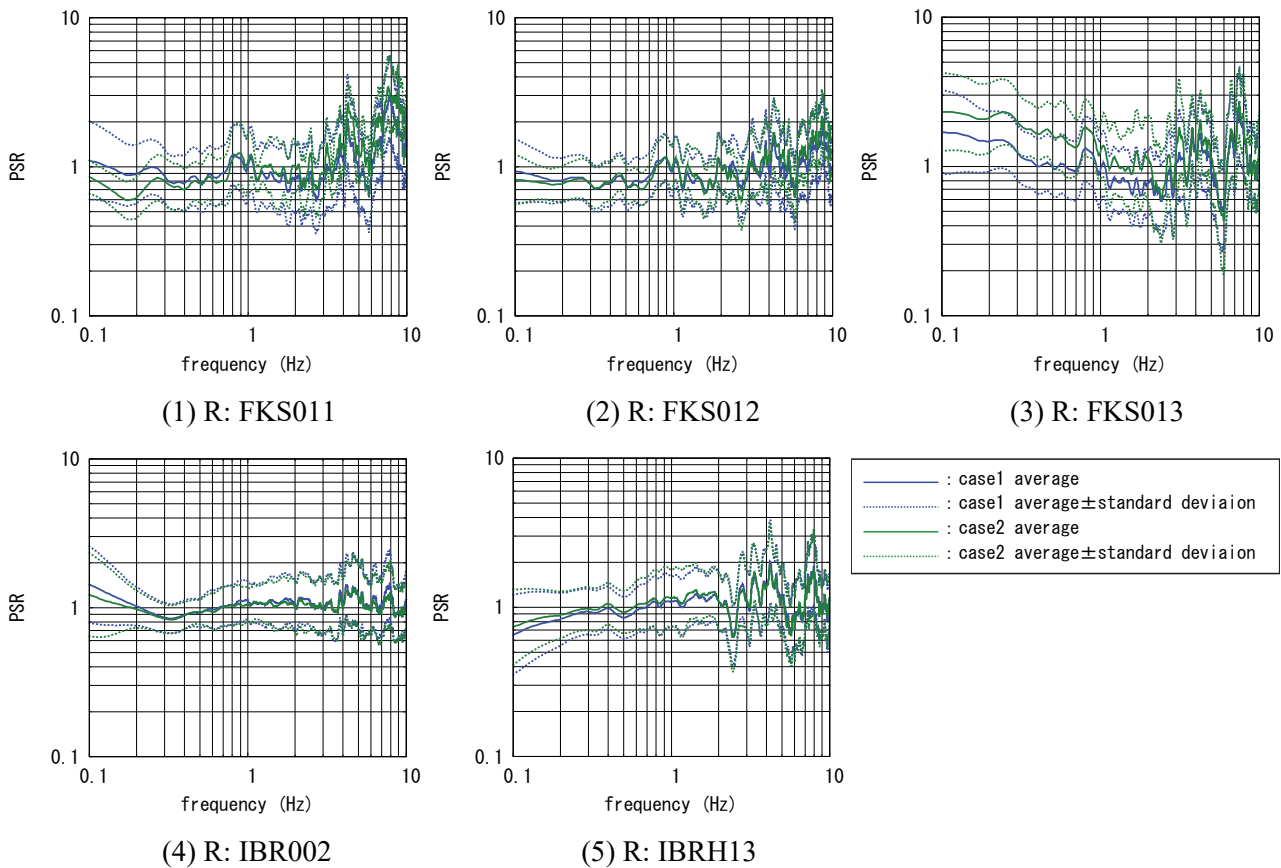 10
1
0.1
PSR
0.1 1 10
frequency (Hz)
(1) R: FKS011
10
1
0.1
PSR
0.1 1 10
frequency (Hz)
(2) R: FKS012
10
1
0.1
PSR
0.1 1 10
frequency (Hz)
(3) R: FKS013
10
1
0.1
PSR
0.1 1 10
frequency (Hz)
(4) R: IBR002
10
1
0.1
PSR
0.1 1 10
frequency (Hz)
(5) R: IBRH13
: case1 average
: case1 average±standard deviaion
: case2 average
: case2 average±standard deviaion